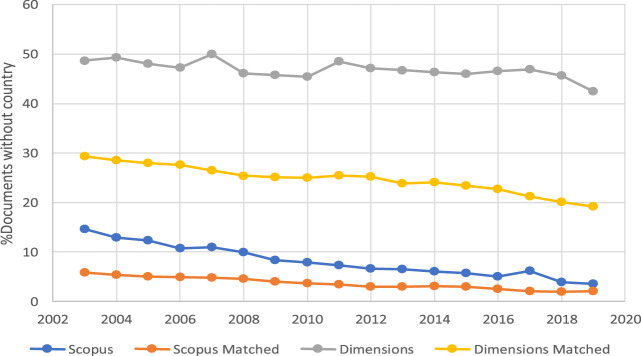 %Documents without country
60
50
40
30
20
10
0
2002 2004 2006 2008 2010 2012 2014 2016 2018 2020
Scopus Scopus Matched Dimensions Dimensions Matched